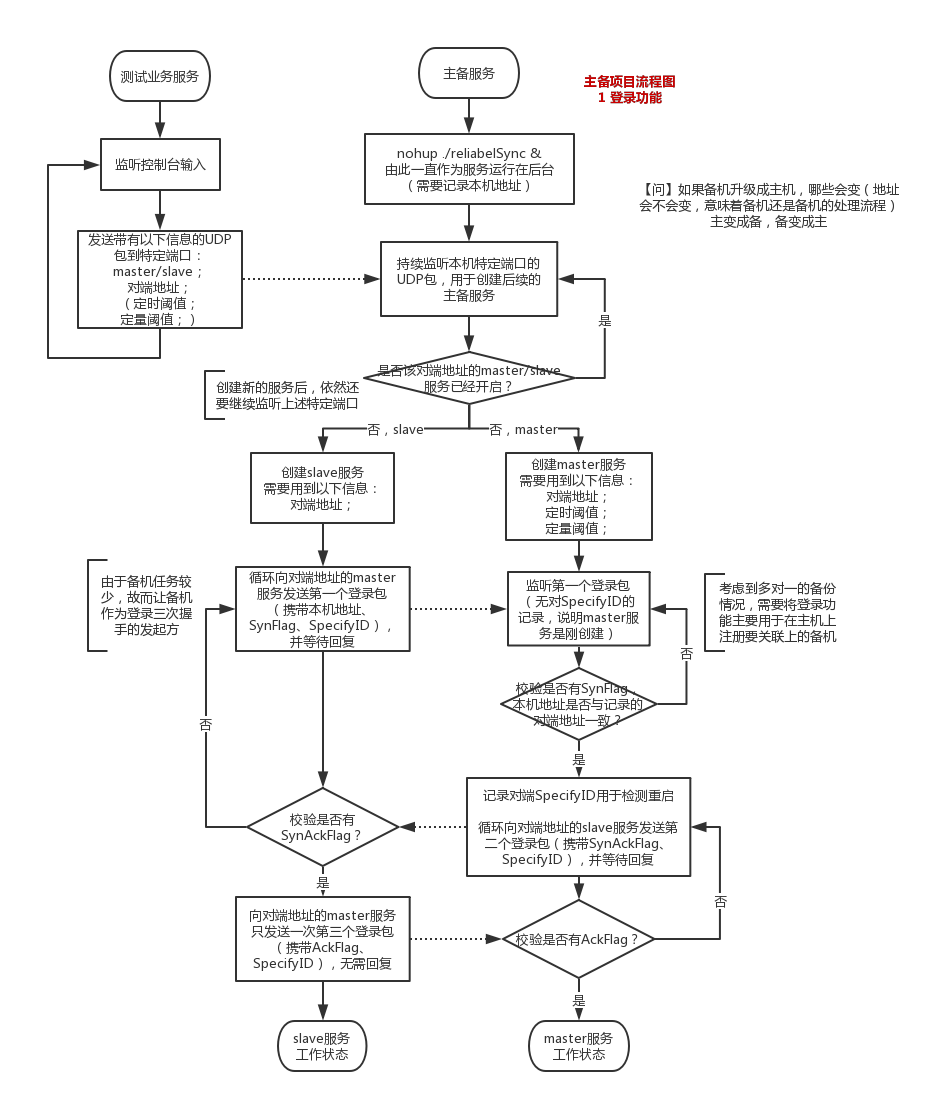 测试业务服务
主备服务
主备项目流程图
1 登录功能
监听控制台输入
nohup ./reliabelSync &
由此一直作为服务运行在后台
（需要记录本机地址）
【问】如果备机升级成主机，哪些会变（地址
会不会变，意味着备机还是备机的处理流程）
主变成备，备变成主
发送带有以下信息的UDP
包到特定端口：
master/slave；
对端地址；
（定时阈值；
定量阈值；）
持续监听本机特定端口的
UDP包，用于创建后续的
主备服务
是
是否该对端地址的master/slave
服务已经开启？
创建新的服务后，依然还
要继续监听上述特定端口
否，slave
否，master
创建slave服务
需要用到以下信息：
对端地址；
创建master服务
需要用到以下信息：
对端地址；
定时阈值；
定量阈值；
由于备机任务较
少，故而让备机
作为登录三次握
手的发起方
循环向对端地址的master
服务发送第一个登录包
（携带本机地址、
SynFlag、SpecifyID），
并等待回复
监听第一个登录包
（无对SpecifyID的
记录，说明master服
务是刚创建）
考虑到多对一的备份
情况，需要将登录功
能主要用于在主机上
注册要关联上的备机
否
校验是否有SynFlag，
本机地址是否与记录的
对端地址一致？
否
是
记录对端SpecifyID用于检测重启
循环向对端地址的slave服务发送第
二个登录包（携带SynAckFlag、
SpecifyID），并等待回复
校验是否有
SynAckFlag？
是
否
向对端地址的master服务
只发送一次第三个登录包
（携带AckFlag、
SpecifyID），无需回复
校验是否有AckFlag？
是
slave服务
工作状态
master服务
工作状态